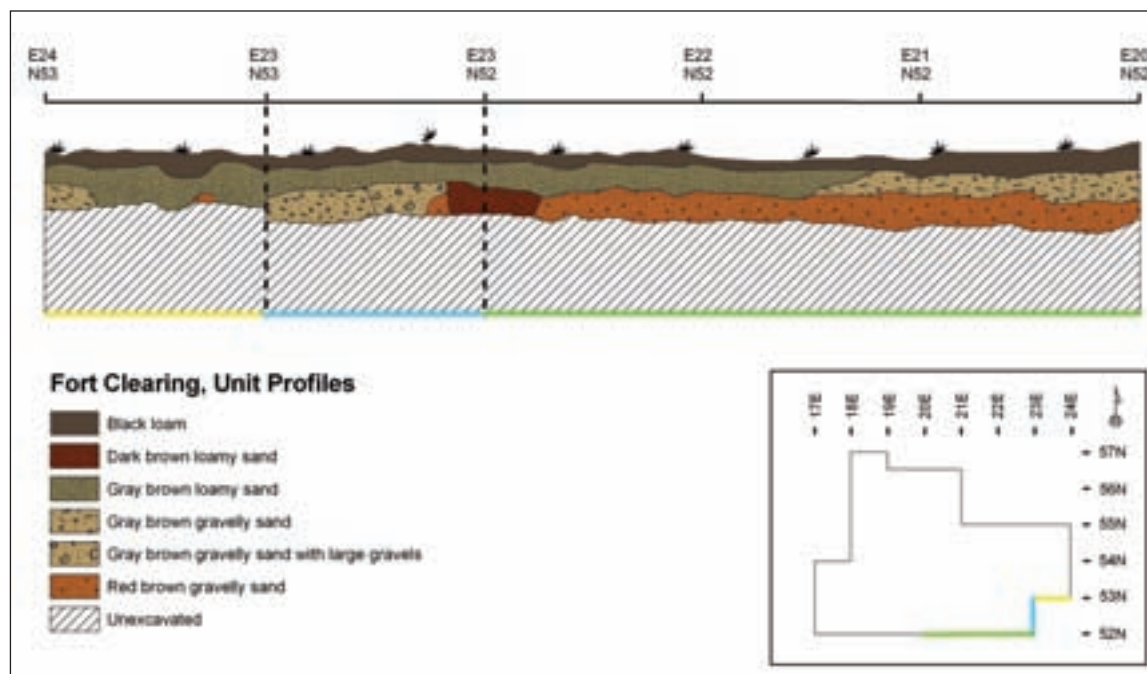 E24 E23 E23 E22 E21 E20
N53 N53 N52 N52 N52 N52
Fort Clearing, Unit Profiles
Black loam
Dark brown loamy sand
Gray brown loamy sand
Gray brown gravelly sand
Gray brown gravelly sand with large gravels
Red brown gravelly sand
Unexcavated
17E 18E 19E 20E 21E 22E 23E 24E
57N
56N
55N
54N
53N
52N